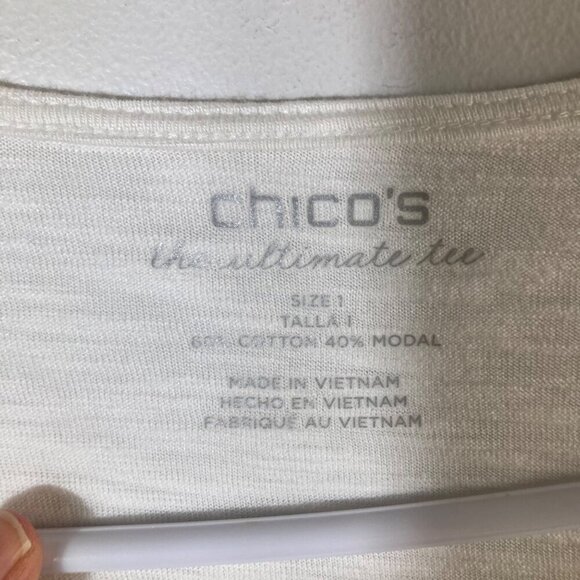 chico's
the ultimate tee
SIZE 1
TALLA 1
60% COTTON 40% MODAL
MADE IN VIETNAM
HECHO EN VIETNAM
FABRIQUÉ AU VIETNAM